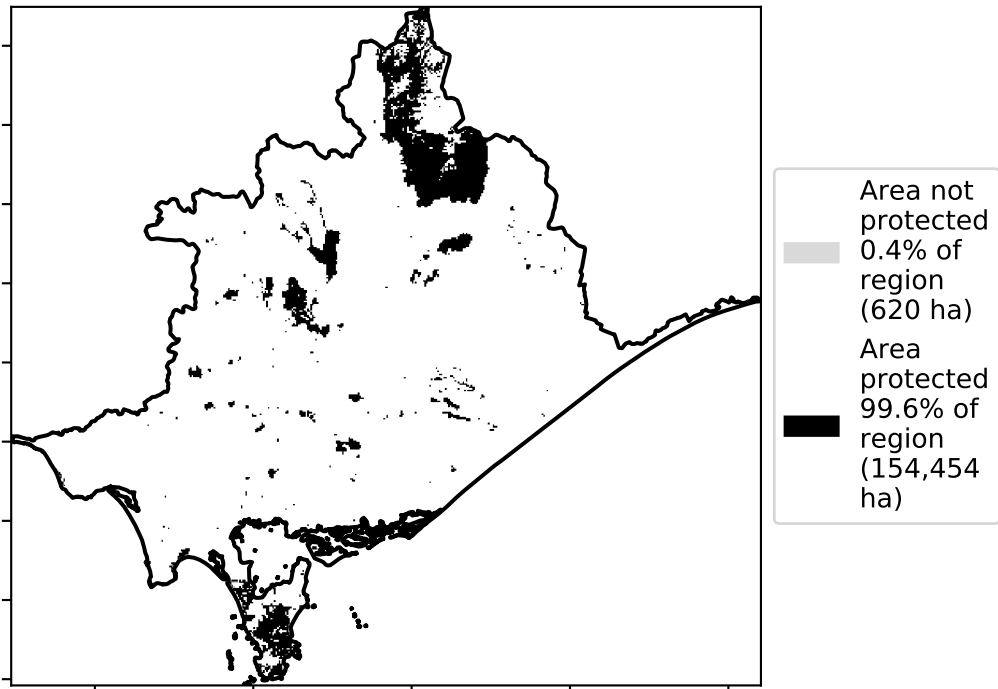 Area not
protected
0.4% of
region
(620 ha)
Area
protected
99.6% of
region
(154,454
ha)